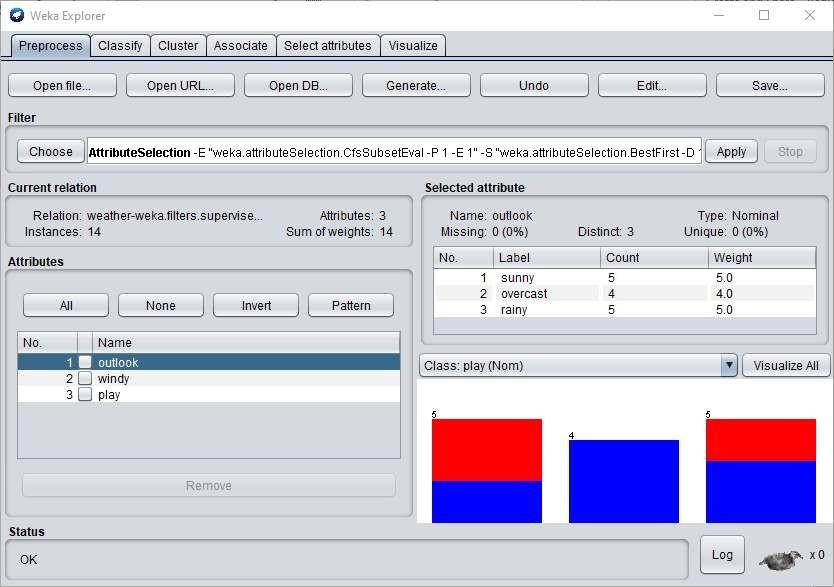 Weka Explorer
Preprocess Classify Cluster Associate Select attributes Visualize
Open file... Open URL... Open DB... Generate... Undo Edit... Save...
Filter
Choose AttributeSelection -E "weka.attributeSelection.CfsSubsetEval -P 1 -E 1" -S "weka.attributeSelection.BestFirst -D 1 Apply Stop
Current relation
Relation: weather-weka.filters.supervise... Attributes: 3
Instances: 14 Sum of weights: 14
Attributes
All None Invert Pattern
No. Name
1 outlook
2 windy
3 play
Remove
Selected attribute
Name: outlook Type: Nominal
Missing: 0 (0%) Distinct: 3 Unique: 0 (0%)
No. Label Count Weight
1 sunny 5 5.0
2 overcast 4 4.0
3 rainy 5 5.0
Class: play (Nom) Visualize All
5 4 5
Status
OK
Log x 0